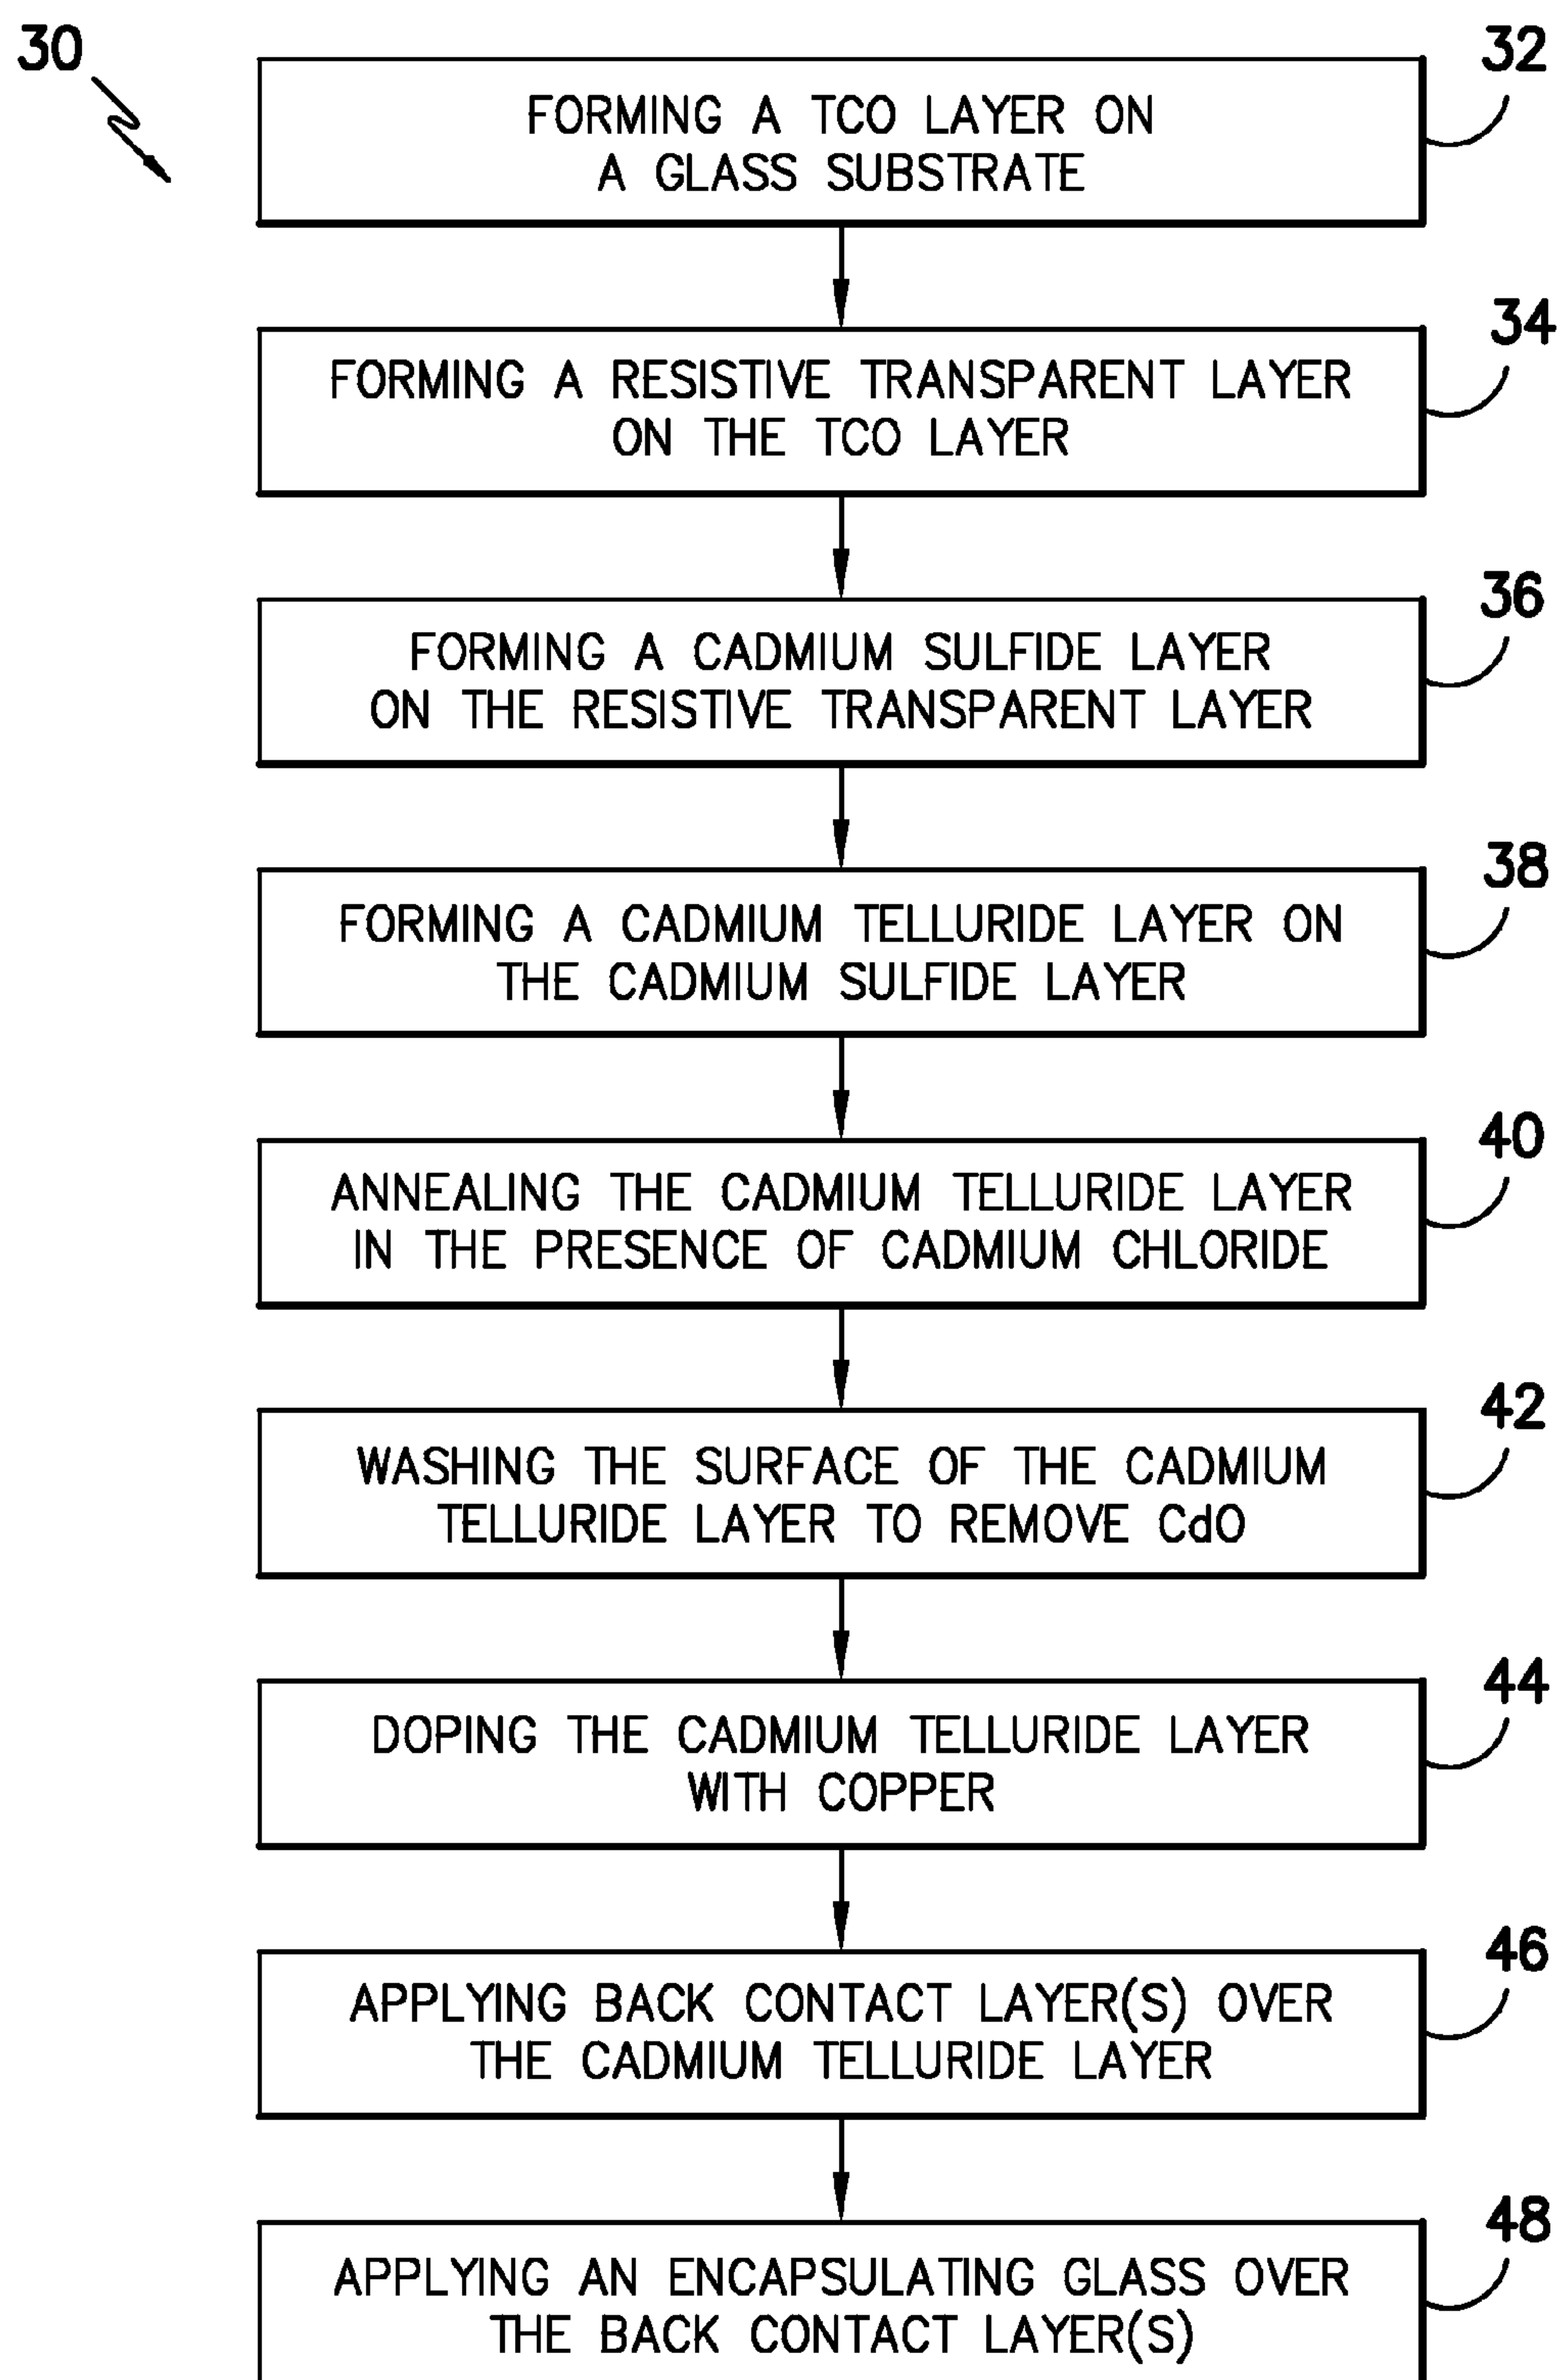 30
32
FORMING A TCO LAYER ON
A GLASS SUBSTRATE
34
FORMING A RESISTIVE TRANSPARENT LAYER
ON THE TCO LAYER
36
FORMING A CADMIUM SULFIDE LAYER
ON THE RESISTIVE TRANSPARENT LAYER
38
FORMING A CADMIUM TELLURIDE LAYER ON
THE CADMIUM SULFIDE LAYER
40
ANNEALING THE CADMIUM TELLURIDE LAYER
IN THE PRESENCE OF CADMIUM CHLORIDE
42
WASHING THE SURFACE OF THE CADMIUM
TELLURIDE LAYER TO REMOVE CdO
44
DOPING THE CADMIUM TELLURIDE LAYER
WITH COPPER
46
APPLYING BACK CONTACT LAYER(S) OVER
THE CADMIUM TELLURIDE LAYER
48
APPLYING AN ENCAPSULATING GLASS OVER
THE BACK CONTACT LAYER(S)